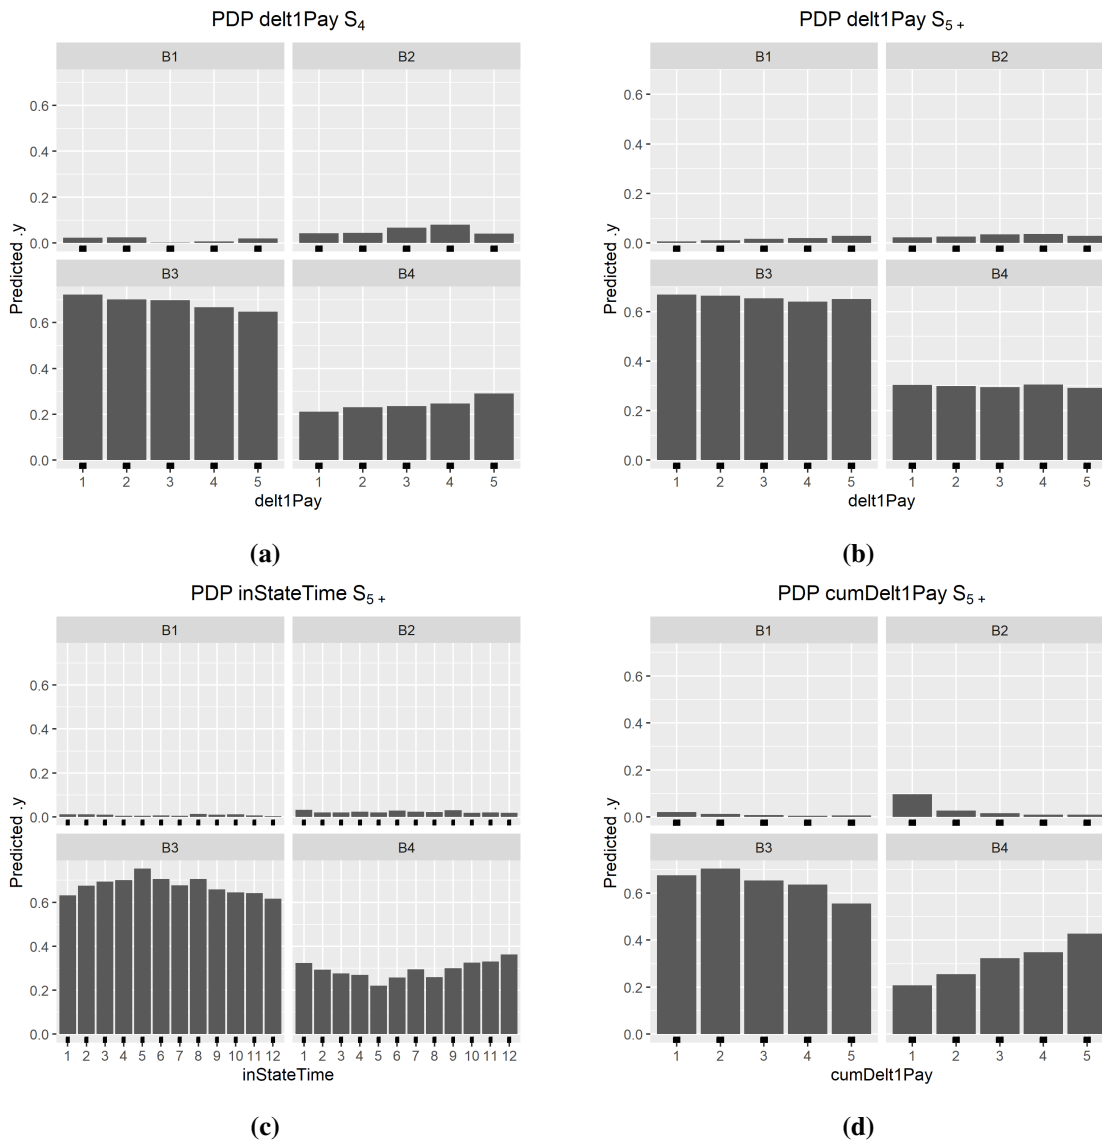 PDP delt1Pay S4
B1 B2
0.6
0.4
0.2
0.0
B3 B4
0.6
0.4
0.2
0.0
1 2 3 4 5 1 2 3 4 5
delt1Pay
Predicted .y
(a)
PDP delt1Pay S5 +
B1 B2
0.6
0.4
0.2
0.0
B3 B4
0.6
0.4
0.2
0.0
1 2 3 4 5 1 2 3 4 5
delt1Pay
Predicted .y
(b)
PDP inStateTime S5 +
B1 B2
0.6
0.4
0.2
0.0
B3 B4
0.6
0.4
0.2
0.0
1 2 3 4 5 6 7 8 9 10 11 12 1 2 3 4 5 6 7 8 9 10 11 12
inStateTime
Predicted .y
(c)
PDP cumDelt1Pay S5 +
B1 B2
0.6
0.4
0.2
0.0
B3 B4
0.6
0.4
0.2
0.0
1 2 3 4 5 1 2 3 4 5
cumDelt1Pay
Predicted .y
(d)